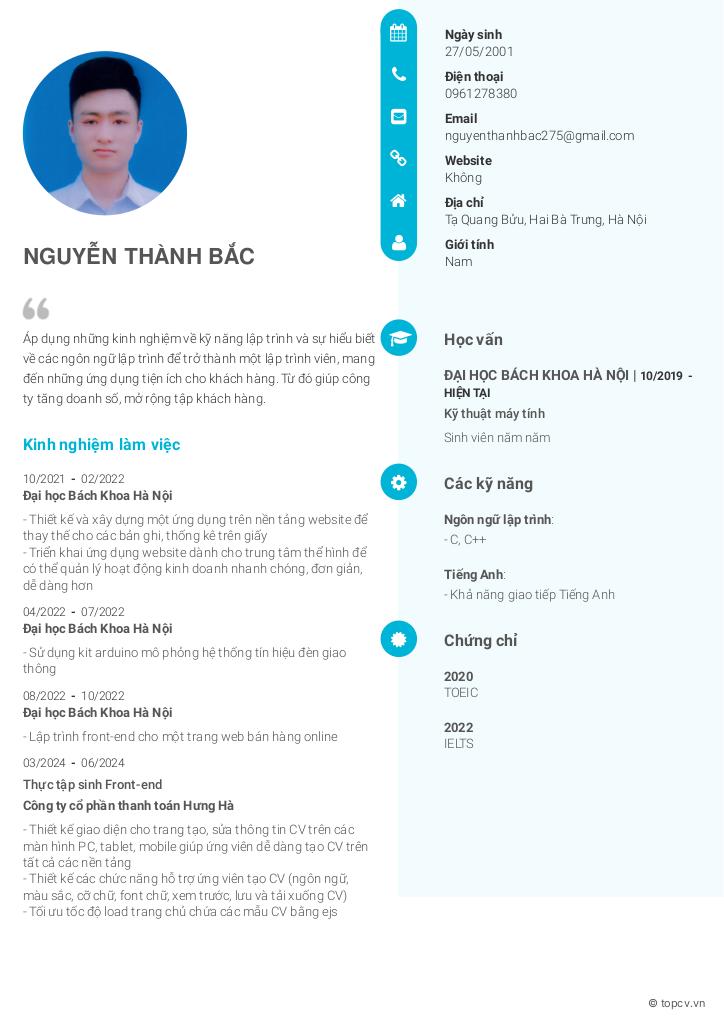 NGUYỄN THÀNH BẮC
Áp dụng những kinh nghiệm về kỹ năng lập trình và sự hiểu biết
về các ngôn ngữ lập trình để trở thành một lập trình viên, mang
đến những ứng dụng tiện ích cho khách hàng. Từ đó giúp công
ty tăng doanh số, mở rộng tập khách hàng.
Kinh nghiệm làm việc
10/2021 - 02/2022
Đại học Bách Khoa Hà Nội
- Thiết kế và xây dựng một ứng dụng trên nền tảng website để
thay thế cho các bản ghi, thống kê trên giấy
- Triển khai ứng dụng website dành cho trung tâm thể hình để
có thể quản lý hoạt động kinh doanh nhanh chóng, đơn giản,
dễ dàng hơn
04/2022 - 07/2022
Đại học Bách Khoa Hà Nội
- Sử dụng kit arduino mô phỏng hệ thống tín hiệu đèn giao
thông
08/2022 - 10/2022
Đại học Bách Khoa Hà Nội
- Lập trình front-end cho một trang web bán hàng online
03/2024 - 06/2024
Thực tập sinh Front-end
Công ty cổ phần thanh toán Hưng Hà
- Thiết kế giao diện cho trang tạo, sửa thông tin CV trên các
màn hình PC, tablet, mobile giúp ứng viên dễ dàng tạo CV trên
tất cả các nền tảng
- Thiết kế các chức năng hỗ trợ ứng viên tạo CV (ngôn ngữ,
màu sắc, cỡ chữ, font chữ, xem trước, lưu và tải xuống CV)
- Tối ưu tốc độ load trang chủ chứa các mẫu CV bằng ejs
Ngày sinh
27/05/2001
Điện thoại
0961278380
Email
nguyenthanhbac275@gmail.com
Website
Không
Địa chỉ
Tạ Quang Bửu, Hai Bà Trưng, Hà Nội
Giới tính
Nam
Học vấn
ĐẠI HỌC BÁCH KHOA HÀ NỘI | 10/2019 -
HIỆN TẠI
Kỹ thuật máy tính
Sinh viên năm năm
Các kỹ năng
Ngôn ngữ lập trình:
- C, C++
Tiếng Anh:
- Khả năng giao tiếp Tiếng Anh
Chứng chỉ
2020
TOEIC
2022
IELTS
© topcv.vn